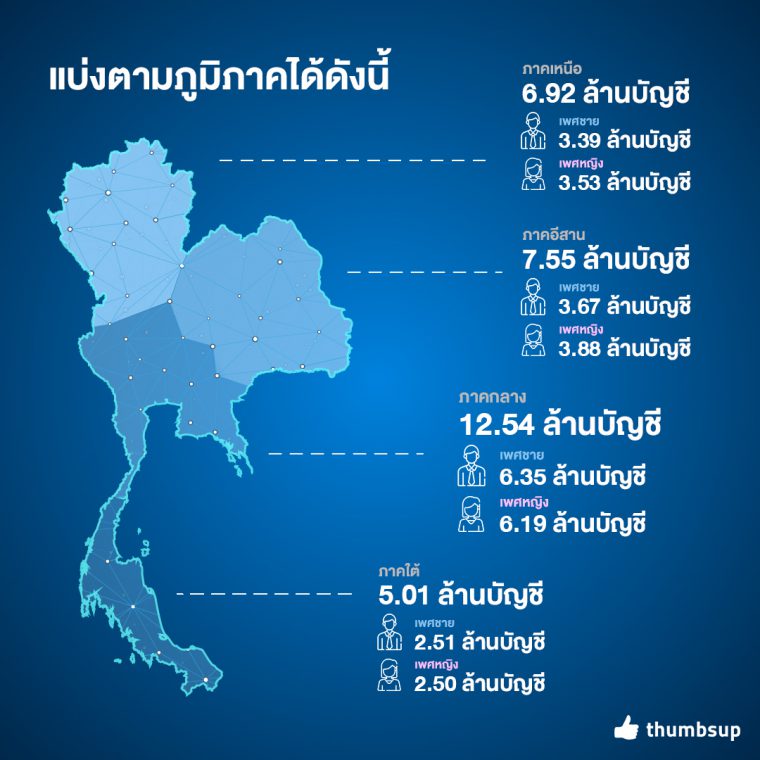 แบ่งตามภูมิภาคได้ดังนี้
ภาคเหนือ
6.92 ล้านบัญชี
เพศชาย
3.39 ล้านบัญชี
เพศหญิง
3.53 ล้านบัญชี
ภาคอีสาน
7.55 ล้านบัญชี
เพศชาย
3.67 ล้านบัญชี
เพศหญิง
3.88 ล้านบัญชี
ภาคกลาง
12.54 ล้านบัญชี
เพศชาย
6.35 ล้านบัญชี
เพศหญิง
6.19 ล้านบัญชี
ภาคใต้
5.01 ล้านบัญชี
เพศชาย
2.51 ล้านบัญชี
เพศหญิง
2.50 ล้านบัญชี
thumbsup